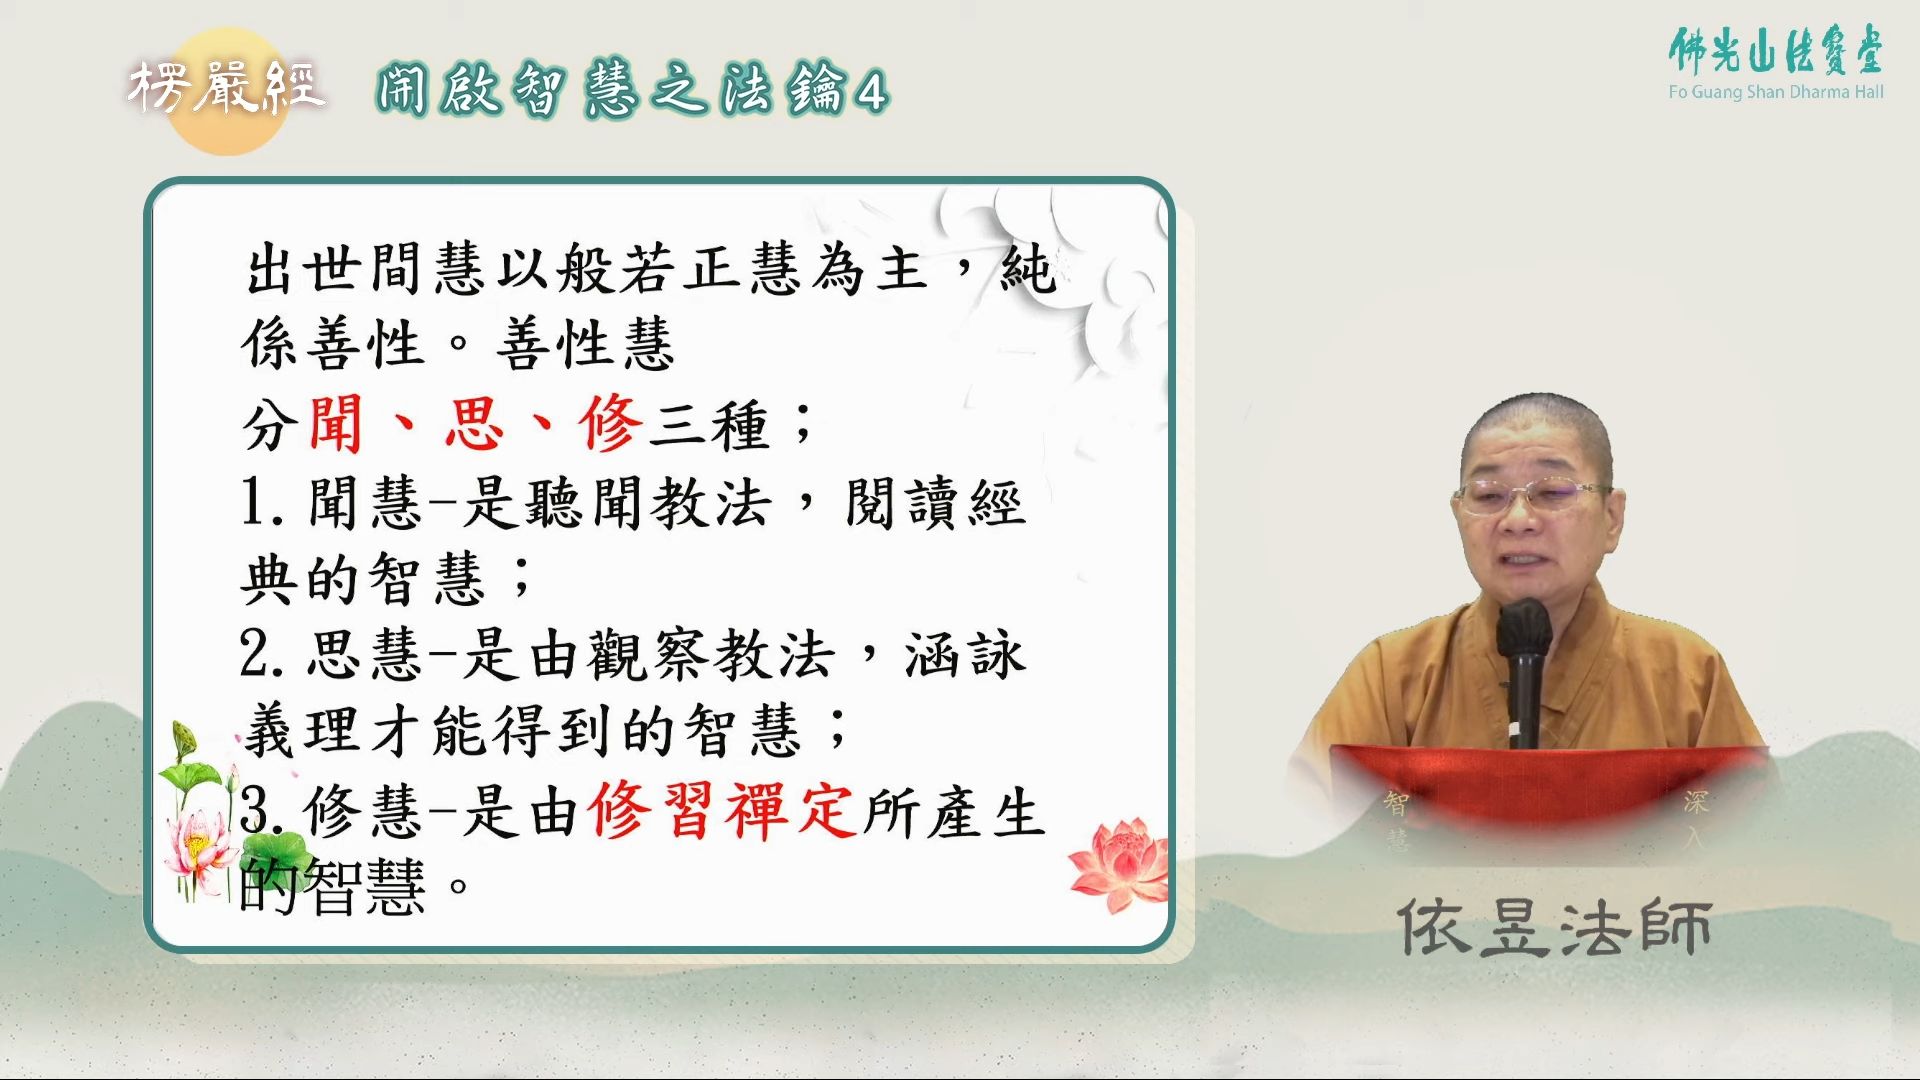 楞嚴經 開啟智慧之法鑰4
佛光山法寶堂
Fo Guang Shan Dharma Hall
出世間慧以般若正慧為主，純
係善性。善性慧
分聞、思、修三種；
1.聞慧-是聽聞教法，閱讀經
典的智慧；
2.思慧-是由觀察教法，涵詠
義理才能得到的智慧；
3.修慧-是由修習禪定所產生
的智慧。
智慧
深入
依昱法師